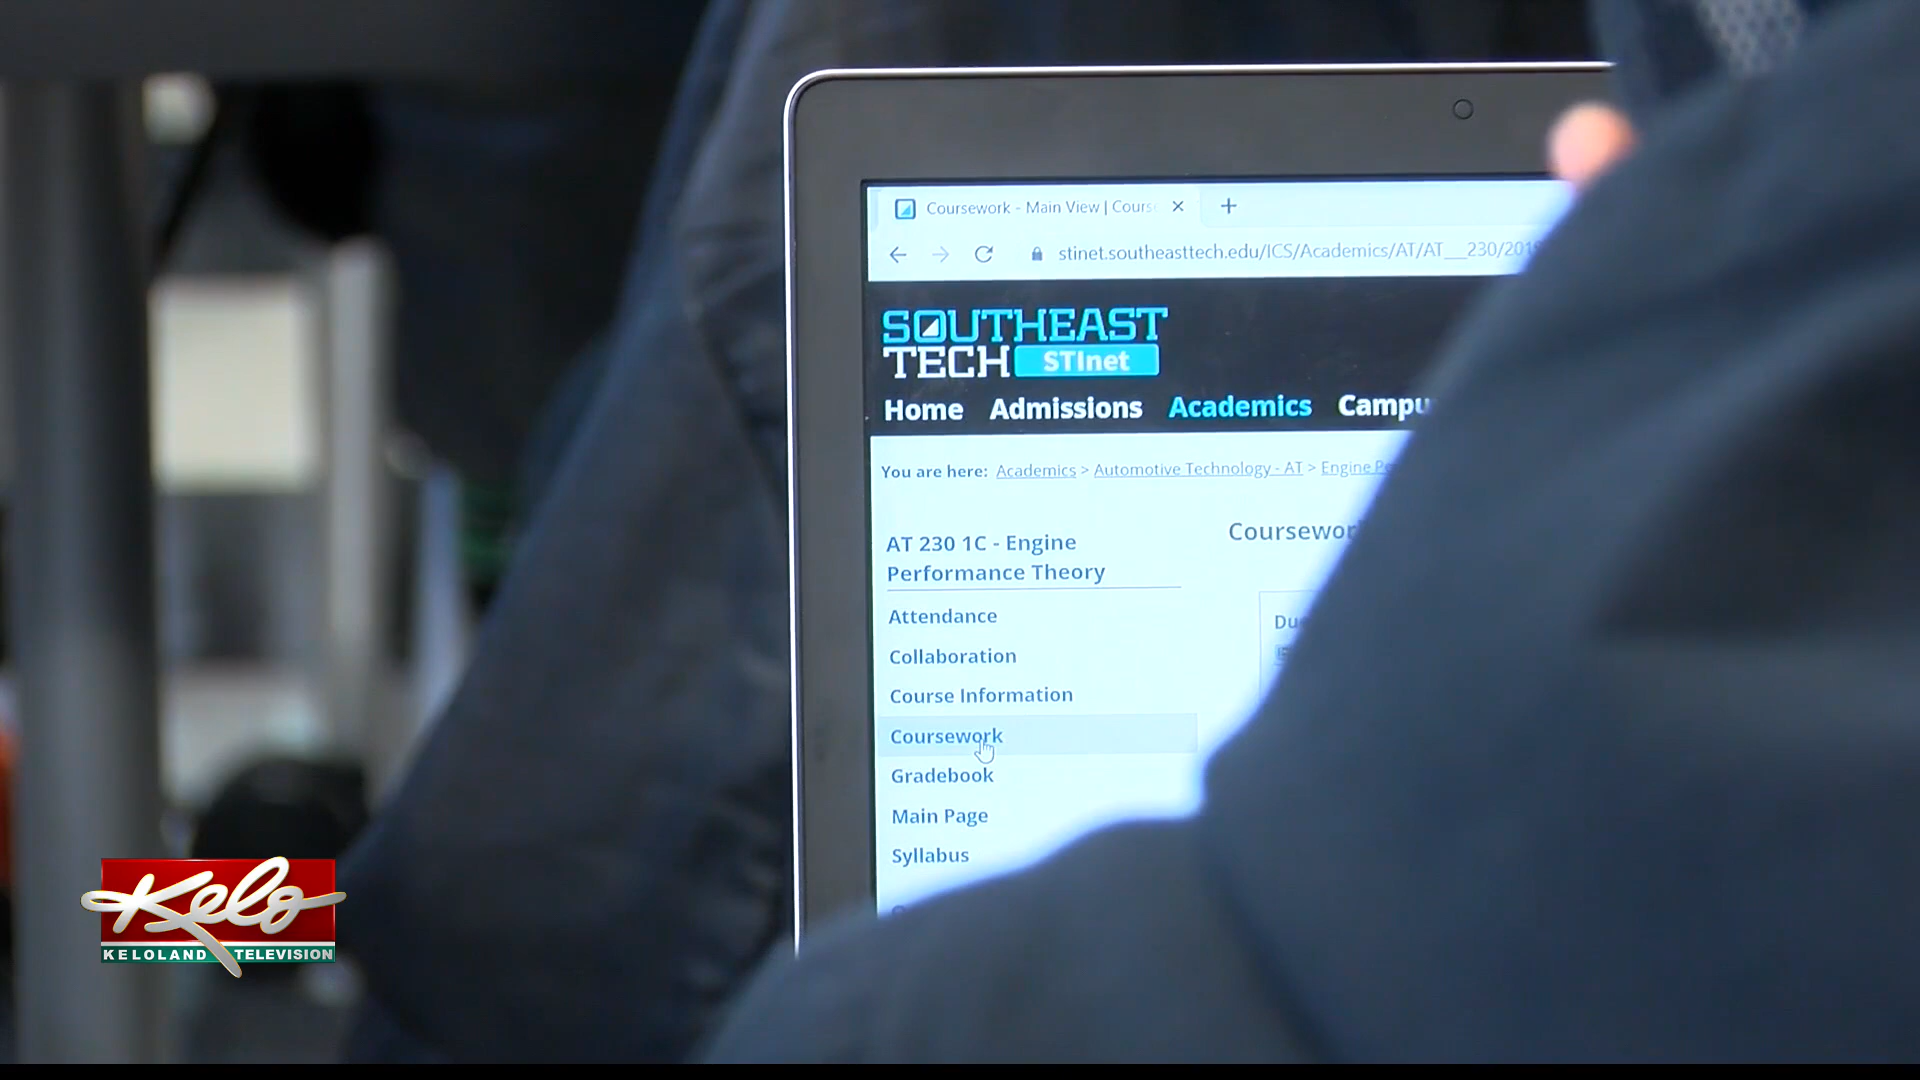 Coursework - Main View | Cours
stinet.southeasttech.edu/ICS/Academics/AT/AT__230/201
SOUTHEAST
TECH STInet
Home Admissions Academics Campu
You are here: Academics > Automotive Technology - AT > Engine
AT 230 1C - Engine
Performance Theory
Attendance
Collaboration
Course Information
Coursework
Gradebook
Main Page
Syllabus
Coursewor
Du
Kelo
KELOLAND TELEVISION